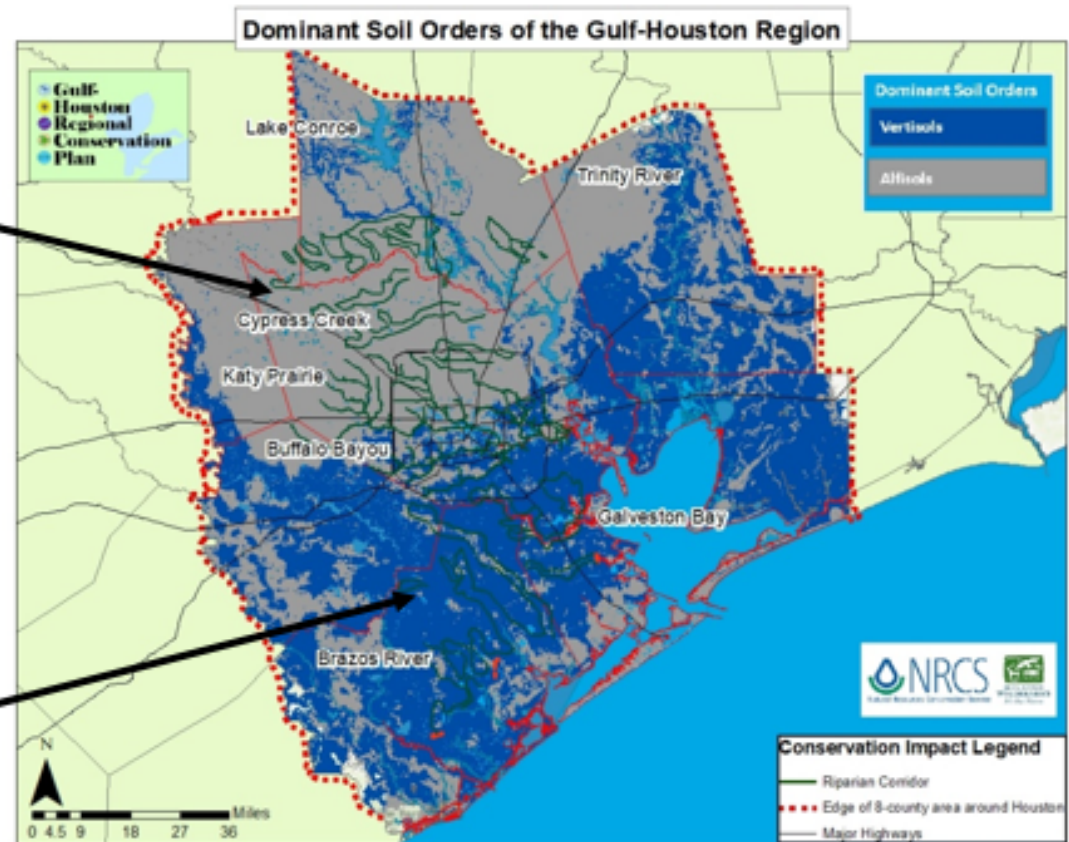 Dominant Soil Orders of the Gulf-Houston Region
Gulf-
Houston
Regional
Conservation
Plan
Dominant Soil Orders
Vertisols
Alfisols
Lake Conroe
Trinity River
Cypress Creek
Katy Prairie
Buffalo Bayou
Galveston Bay
Brazos River
NRCS
N
Miles
0 4.5 9 18 27 36
Conservation Impact Legend
Riparian Corridor
Edge of 8-county area around Houston
Major Highways